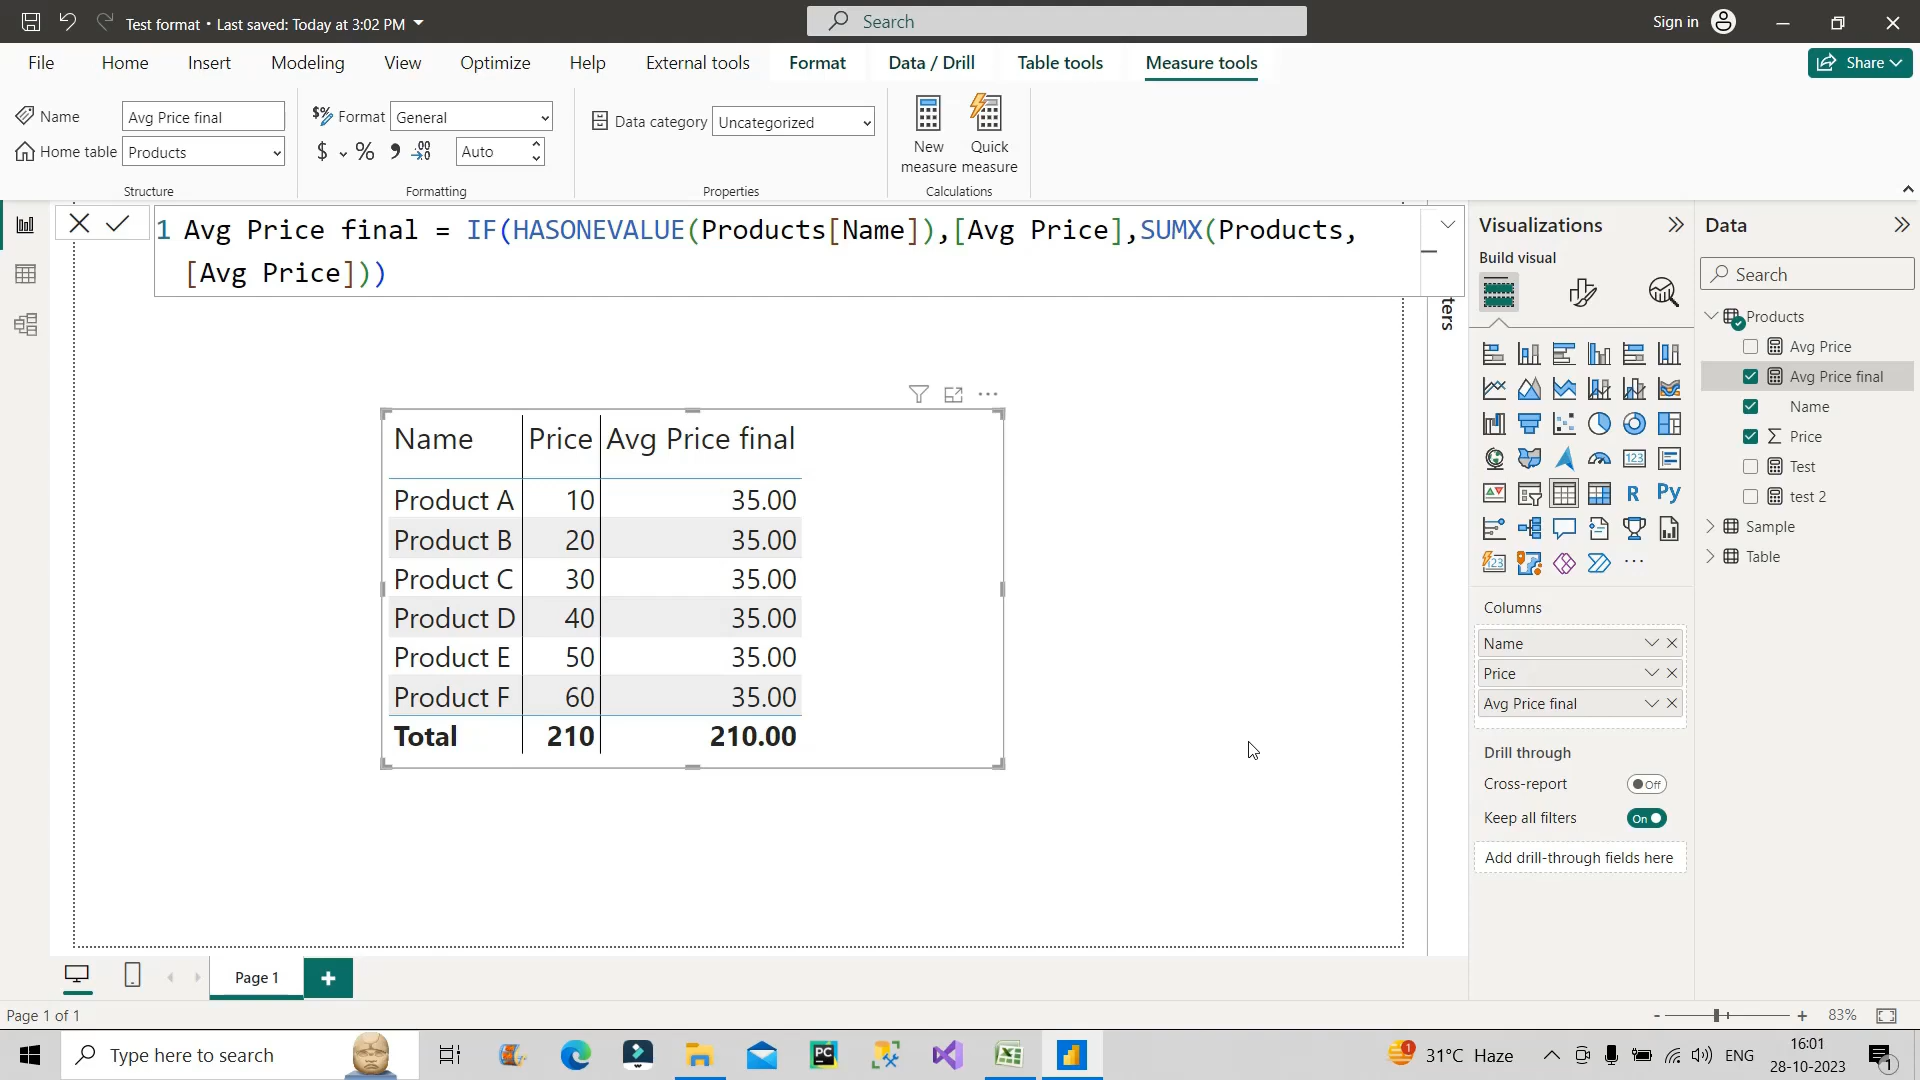 Test format • Last saved: Today at 3:02 PM
Search
Sign in
File Home Insert Modeling View Optimize Help External tools Format Data / Drill Table tools Measure tools
Share
Name Avg Price final
Home table Products
Structure
Format General
$ % , .00 Auto
Formatting
Data category Uncategorized
Properties
New measure
Quick measure
Calculations
1 Avg Price final = IF(HASONEVALUE(Products[Name]),[Avg Price],SUMX(Products,
[Avg Price]))
ters
Name Price Avg Price final
Product A 10 35.00
Product B 20 35.00
Product C 30 35.00
Product D 40 35.00
Product E 50 35.00
Product F 60 35.00
Total 210 210.00
Visualizations
Build visual
123
R Py
123
Columns
Name
Price
Avg Price final
Drill through
Cross-report Off
Keep all filters On
Add drill-through fields here
Data
Search
Products
Avg Price
Avg Price final
Name
Price
Test
test 2
Sample
Table
Page 1
Page 1 of 1
- + 83%
Type here to search
PC
1
31°C Haze
ENG
16:01
28-10-2023
1